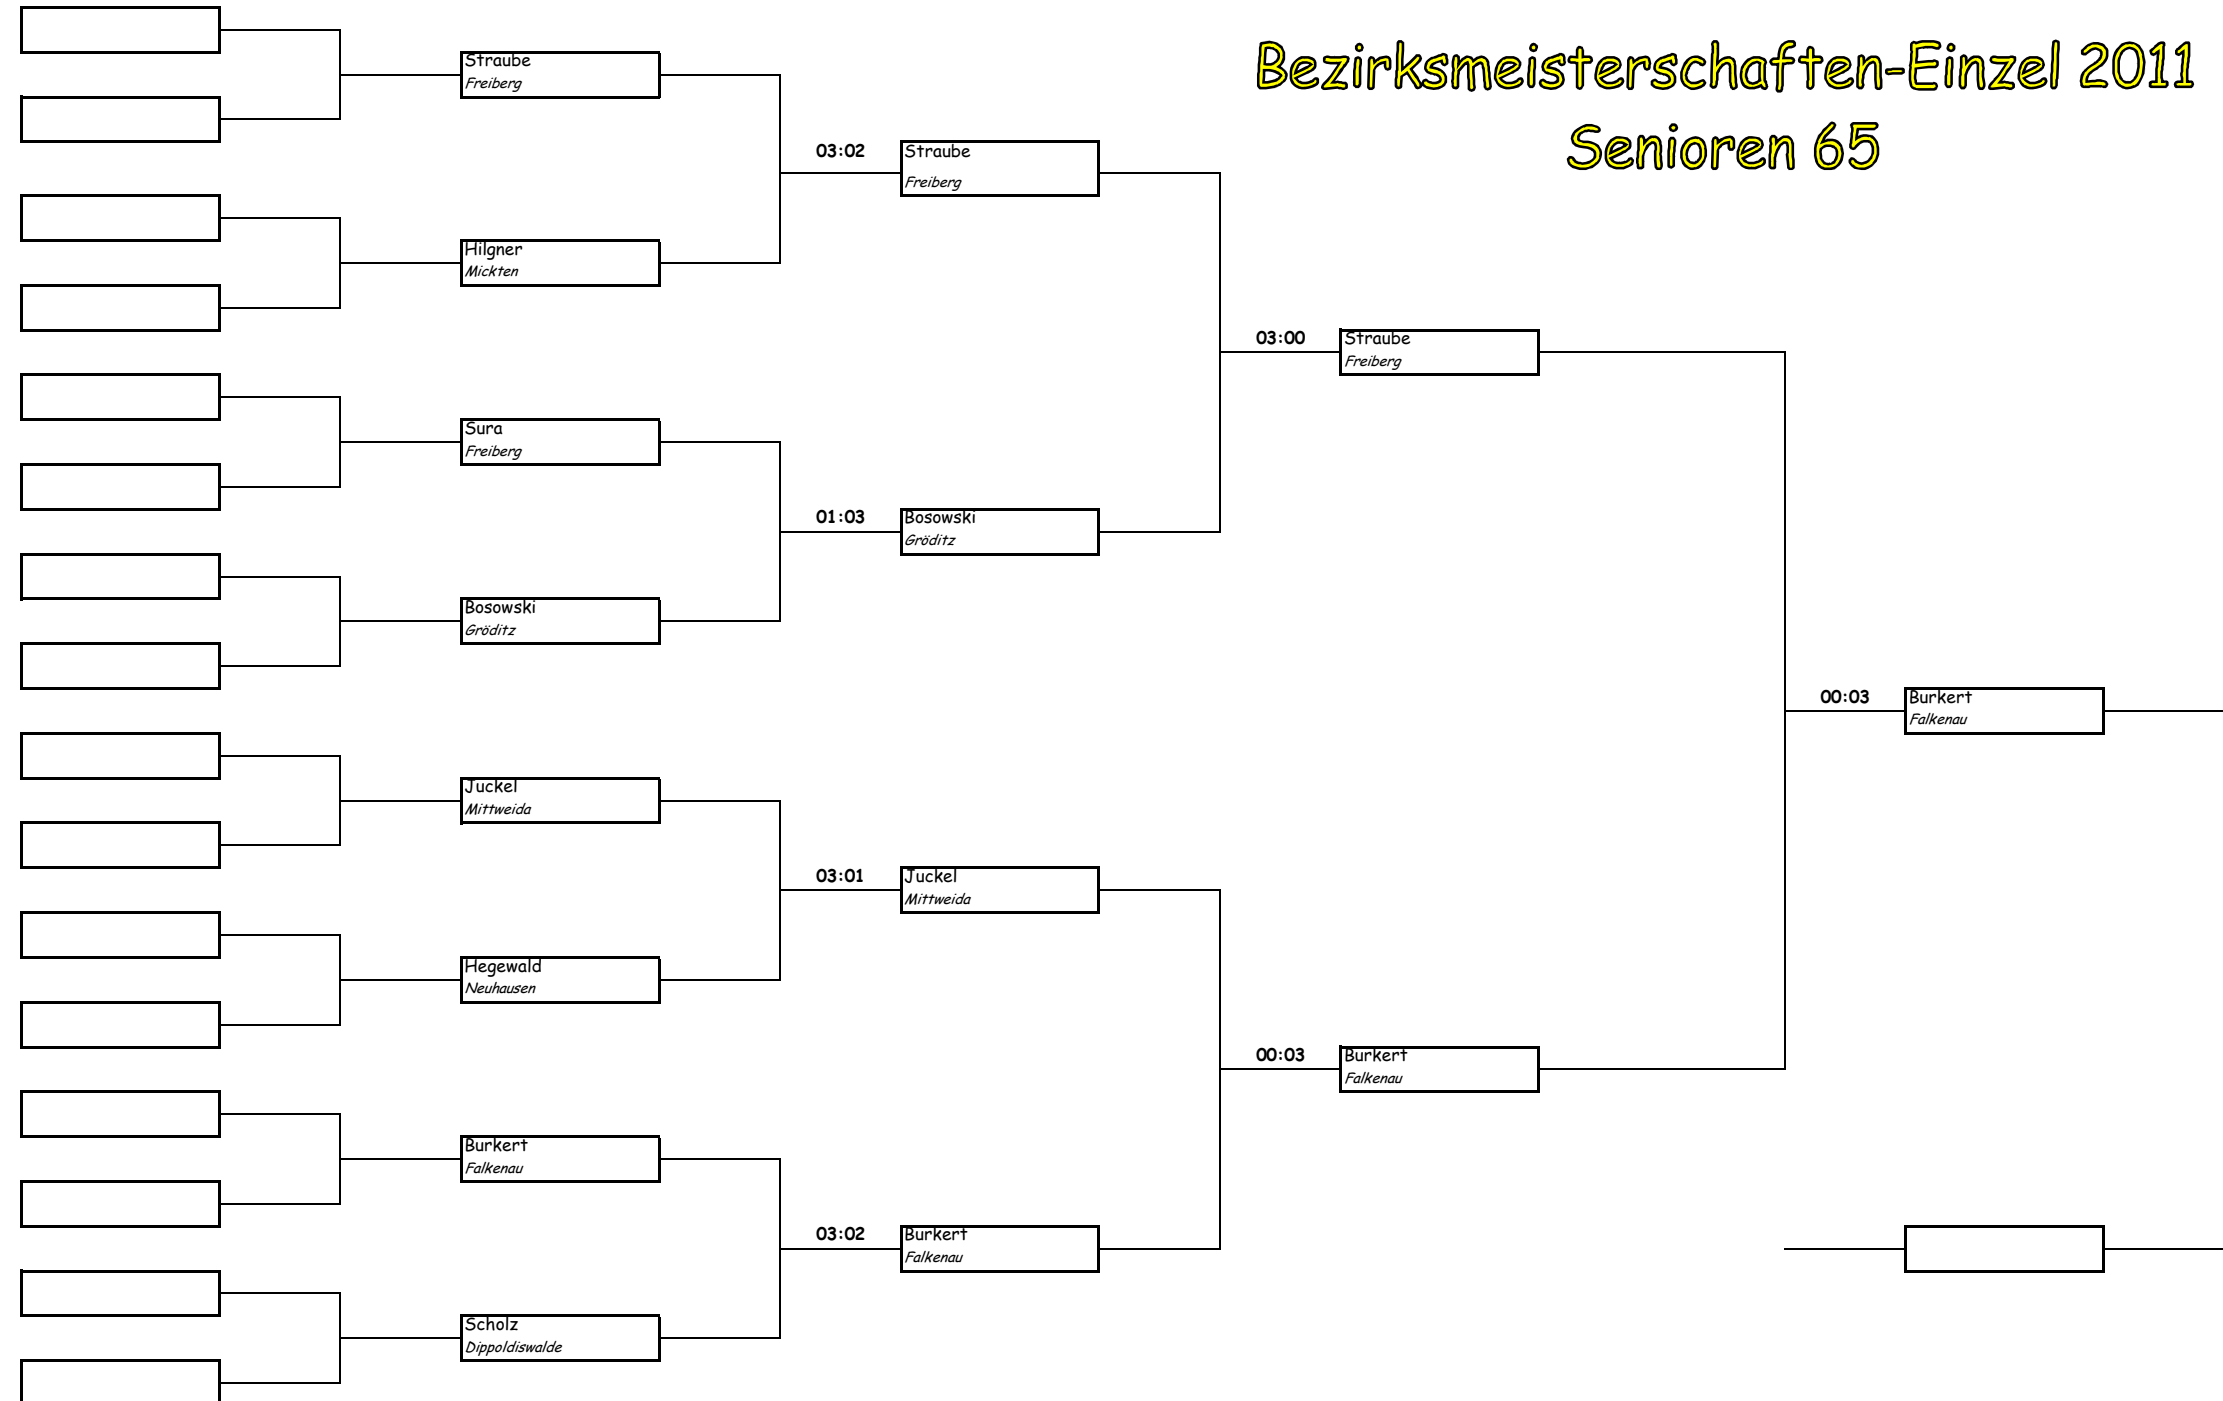 Bezirksmeisterschaften-Einzel 2011
Senioren 65
Straube
Freiberg
03:02
Straube
Freiberg
Hilgner
Mickten
03:00
Straube
Freiberg
Sura
Freiberg
01:03
Bosowski
Gröditz
Bosowski
Gröditz
00:03
Burkert
Falkenau
Juckel
Mittweida
03:01
Juckel
Mittweida
Hegewald
Neuhausen
00:03
Burkert
Falkenau
Burkert
Falkenau
03:02
Burkert
Falkenau
Scholz
Dippoldiswalde